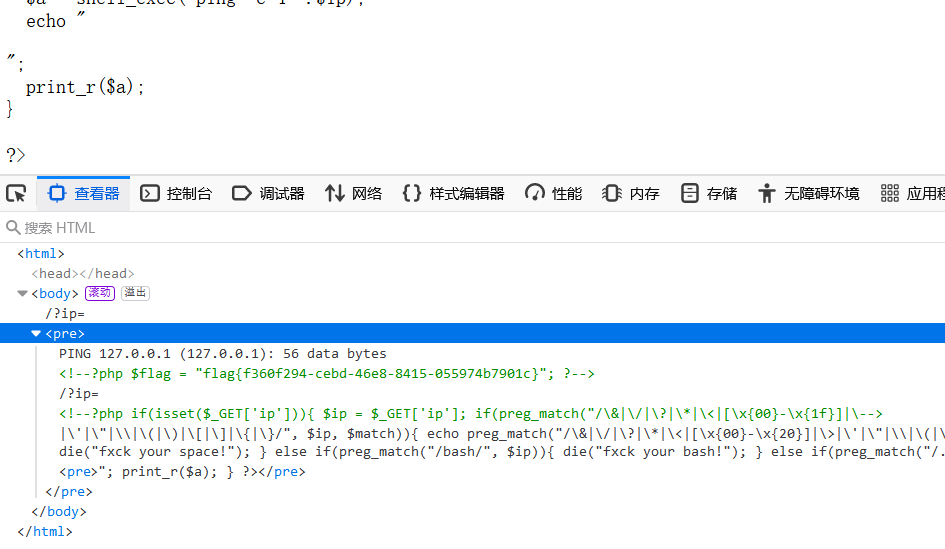 $a = shell_exec("ping -c 1 ".$ip);
echo "
";
print_r($a);
}
?>
查看器 控制台 调试器 网络 样式编辑器 性能 内存 存储 无障碍环境 应用程
搜索 HTML
<html>
<head></head>
<body> 滚动 溢出
/?ip=
<pre>
PING 127.0.0.1 (127.0.0.1): 56 data bytes
<!--?php $flag = "flag{f360f294-cebd-46e8-8415-055974b7901c}"; ?-->
/?ip=
<!--?php if(isset($_GET['ip'])){ $ip = $_GET['ip']; if(preg_match("/\&|\/|\?|\*|\<|[\x{00}-\x{1f}]|\-->
|\'|\"|\\|\(|\)|\[|\]|\{|\}/", $ip, $match)){ echo preg_match("/\&|\/|\?|\*|\<|[\x{00}-\x{20}]|\>|\'|\"|\\|\(|\
die("fxck your space!"); } else if(preg_match("/bash/", $ip)){ die("fxck your bash!"); } else if(preg_match("/.
<pre>"; print_r($a); } ?></pre>
</pre>
</body>
</html>